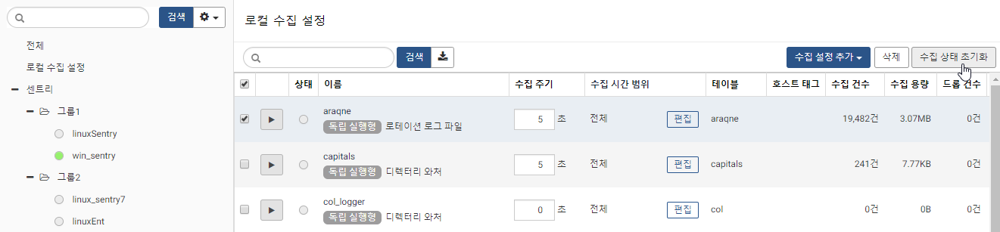 검색
전체
로컬 수집 설정
센트리
그룹1
linuxSentry
win_sentry
그룹2
linux_sentry7
linuxEnt
로컬 수집 설정
검색
수집 설정 추가
삭제
수집 상태 초기화
상태 이름 수집 주기 수집 시간 범위 테이블 호스트 태그 수집 건수 수집 용량 드롭 건수
araqne
독립 실행형 로테이션 로그 파일
5 초 전체 편집 araqne 19,482건 3.07MB 0건
capitals
독립 실행형 디렉터리 와처
5 초 전체 편집 capitals 241건 7.77KB 0건
col_logger
독립 실행형 디렉터리 와처
0 초 전체 편집 col 0건 0B 0건